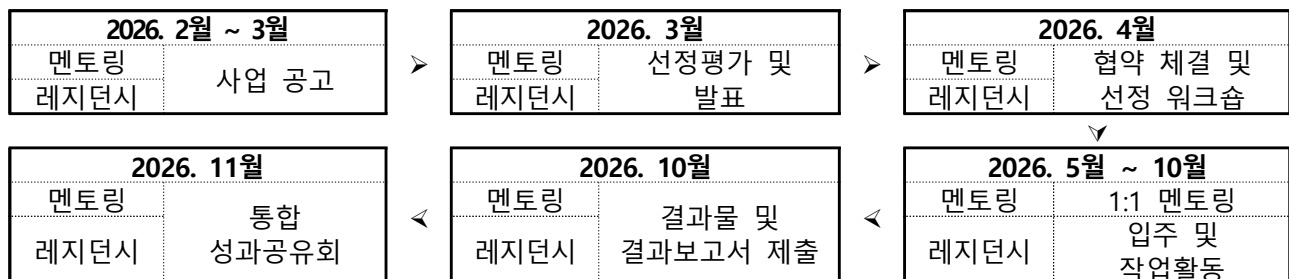 2026. 2월 ~ 3월
멘토링
레지던시
사업 공고
➢
2026. 3월
멘토링
레지던시
선정평가 및
발표
➢
2026. 4월
멘토링
레지던시
협약 체결 및
선정 워크숍
2026. 5월 ~ 10월
멘토링
1:1 멘토링
레지던시
입주 및
작업활동
2026. 10월
멘토링
레지던시
결과물 및
결과보고서 제출
2026. 11월
멘토링
레지던시
통합
성과공유회